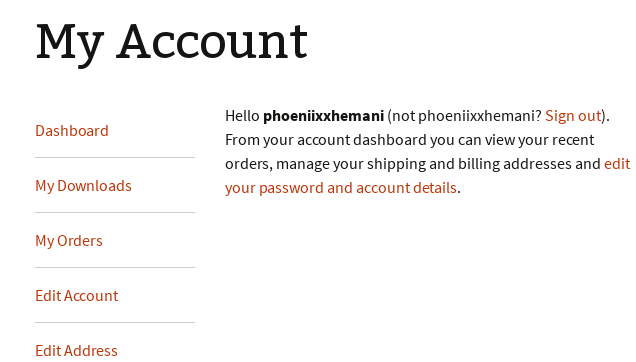 My Account
Dashboard
My Downloads
My Orders
Edit Account
Edit Address
Hello phoeniixxhemani (not phoeniixxhemani? Sign out).
From your account dashboard you can view your recent
orders, manage your shipping and billing addresses and edit
your password and account details.